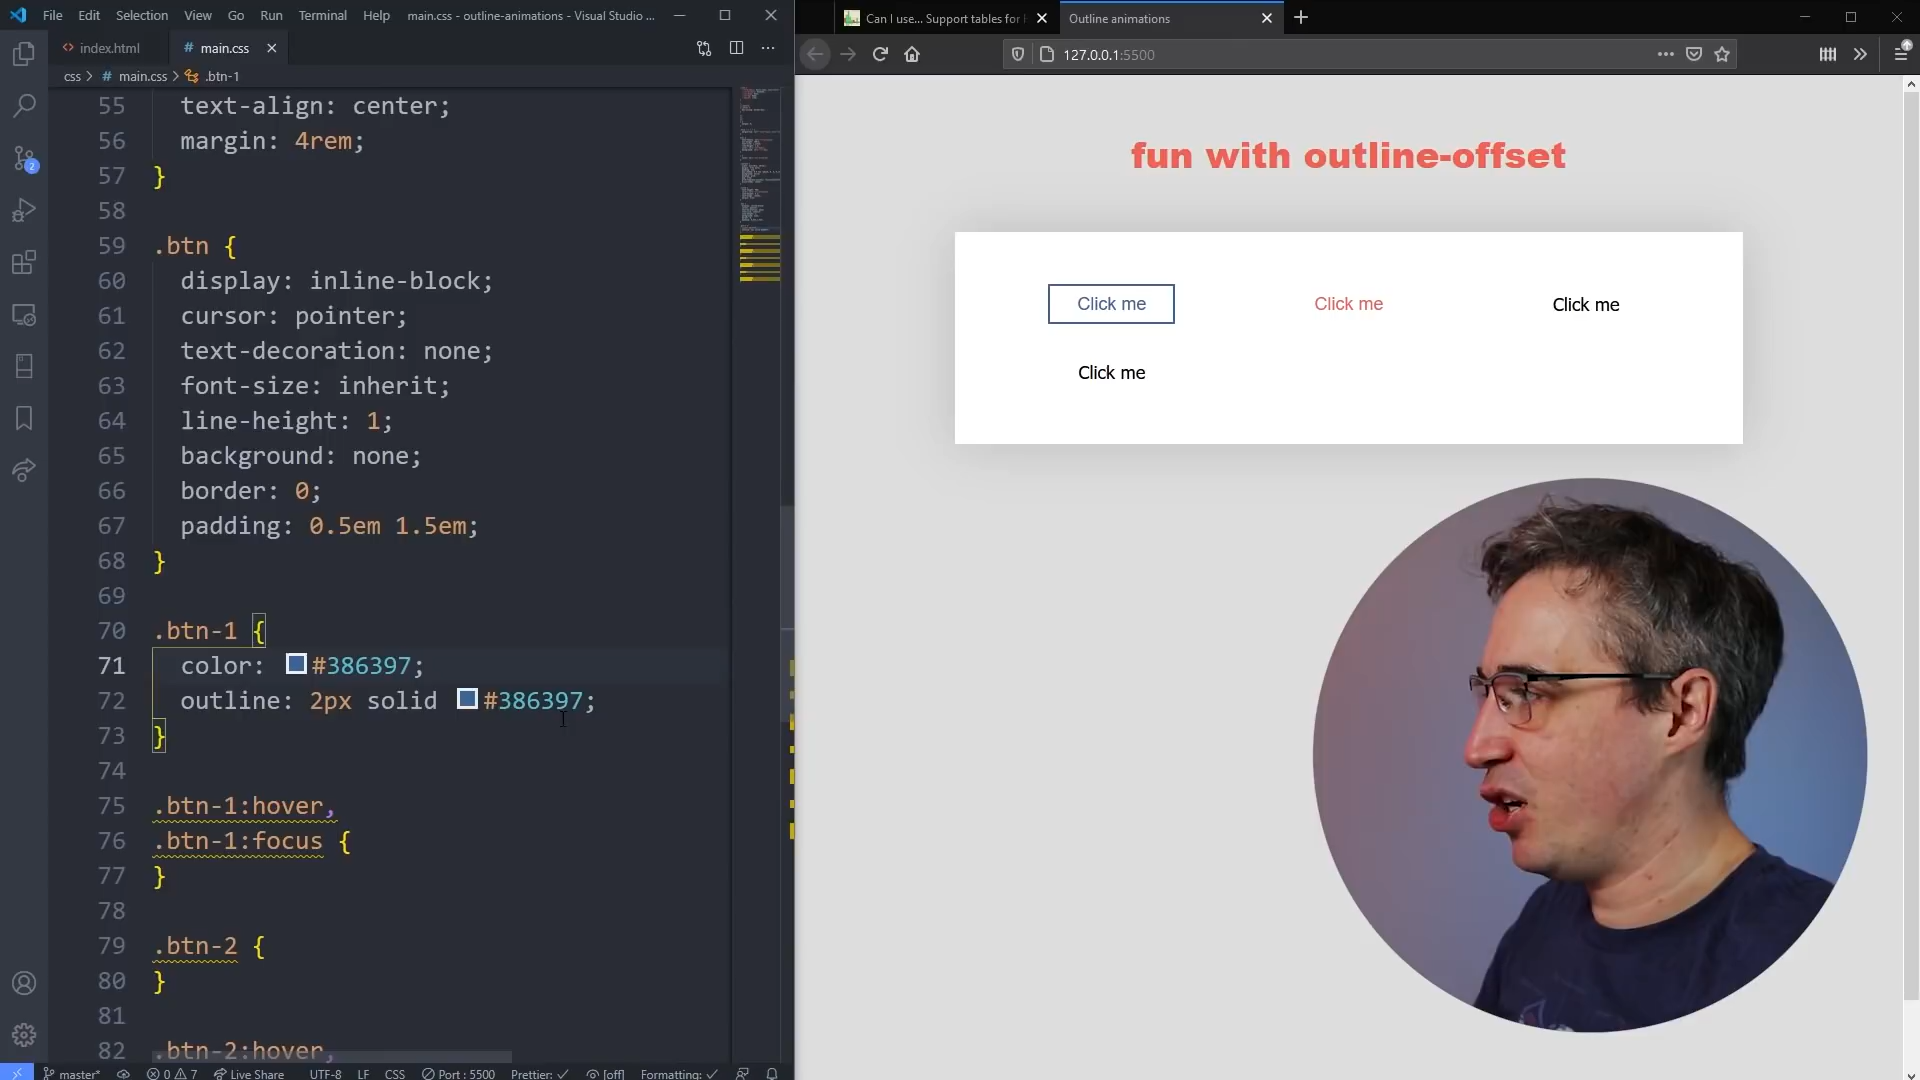 File Edit Selection View Go Run Terminal Help main.css - outline-animations - Visual Studio ...
index.html main.css
css > # main.css > .btn-1
55 text-align: center;
56 margin: 4rem;
57 }
58
59 .btn {
60 display: inline-block;
61 cursor: pointer;
62 text-decoration: none;
63 font-size: inherit;
64 line-height: 1;
65 background: none;
66 border: 0;
67 padding: 0.5em 1.5em;
68 }
69
70 .btn-1 {
71 color: #386397;
72 outline: 2px solid #386397;
73 }
74
75 .btn-1:hover,
76 .btn-1:focus {
77 }
78
79 .btn-2 {
80 }
81
82 .btn-2:hover,
2
master* 0 7 Live Share UTF-8 LF CSS Port : 5500 Prettier: ✓ [off] Formatting: ✓
Can I use... Support tables for
Outline animations
127.0.0.1:5500
fun with outline-offset
Click me Click me Click me
Click me